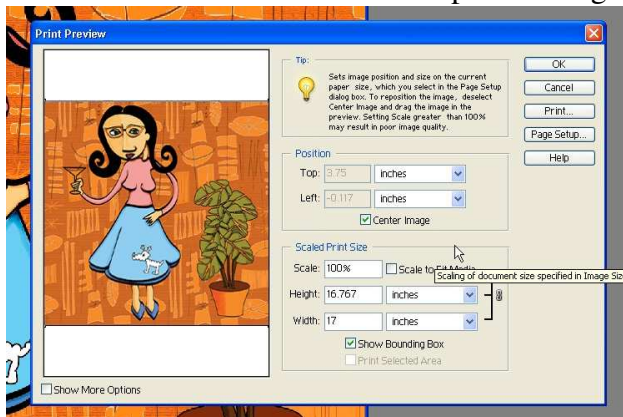 Print Preview
Tip:
Sets image position and size on the current
paper size, which you select in the Page Setup
dialog box. To reposition the image, deselect
Center Image and drag the image in the
preview. Setting Scale greater than 100%
may result in poor image quality.
OK
Cancel
Print...
Page Setup...
Help
Position
Top: 3.75 inches
Left: -0.117 inches
Center Image
Scaled Print Size
Scale: 100% Scale to Fit Media
Scaling of document size specified in Image Siz
Height: 16.767 inches
Width: 17 inches
Show Bounding Box
Print Selected Area
Show More Options